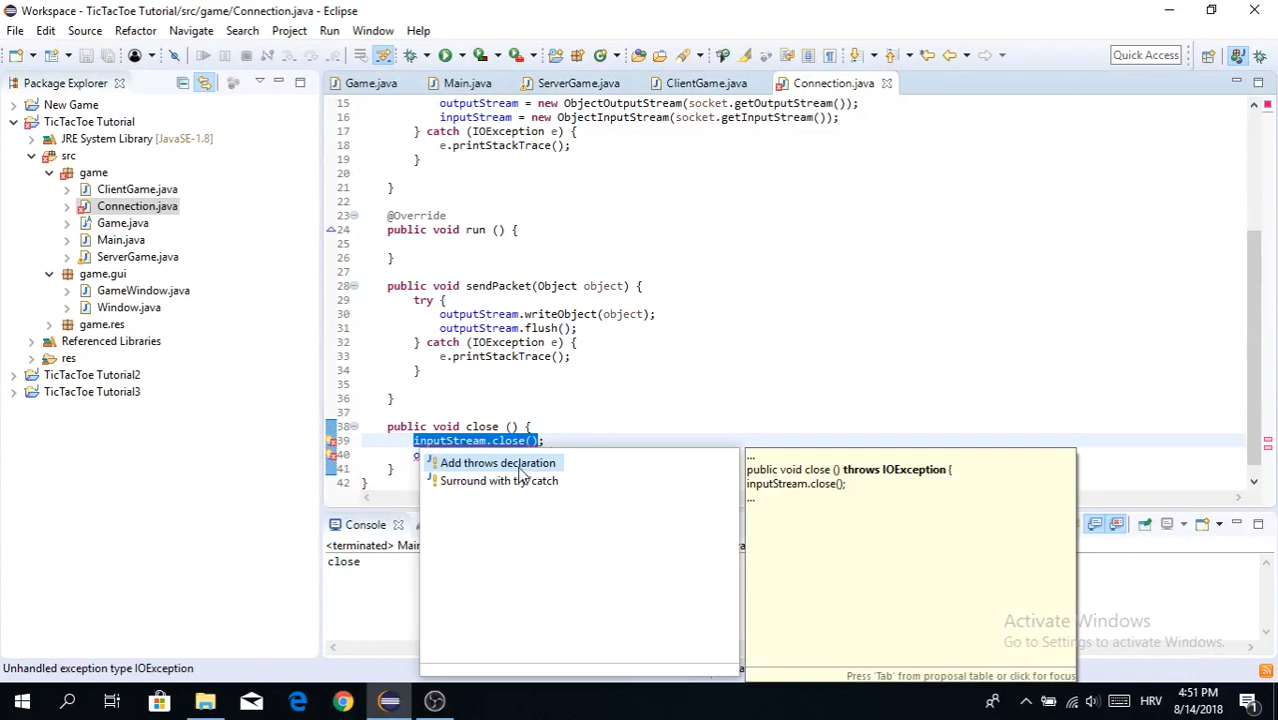 Workspace - TicTacToe Tutorial/src/game/Connection.java - Eclipse
File Edit Source Refactor Navigate Search Project Run Window Help
Quick Access
Package Explorer
Game.java Main.java ServerGame.java ClientGame.java Connection.java
New Game
TicTacToe Tutorial
JRE System Library [JavaSE-1.8]
src
game
ClientGame.java
Connection.java
Game.java
Main.java
ServerGame.java
game.gui
GameWindow.java
Window.java
game.res
Referenced Libraries
res
TicTacToe Tutorial2
TicTacToe Tutorial3
15 outputStream = new ObjectOutputStream(socket.getOutputStream());
16 inputStream = new ObjectInputStream(socket.getInputStream());
17 } catch (IOException e) {
18 e.printStackTrace();
19 }
20
21 }
22
23 @Override
24 public void run () {
25
26 }
27
28 public void sendPacket(Object object) {
29 try {
30 outputStream.writeObject(object);
31 outputStream.flush();
32 } catch (IOException e) {
33 e.printStackTrace();
34 }
35
36 }
37
38 public void close () {
39 inputStream.close();
40 o
41 }
42 }
Add throws declaration
Surround with try/catch
...
public void close () throws IOException {
inputStream.close();
...
Press 'Tab' from proposal table or click for focus
Console
<terminated> Mai
close
Activate Windows
Go to Settings to activate Windows.
Unhandled exception type IOException
HRV
4:51 PM
8/14/2018
1